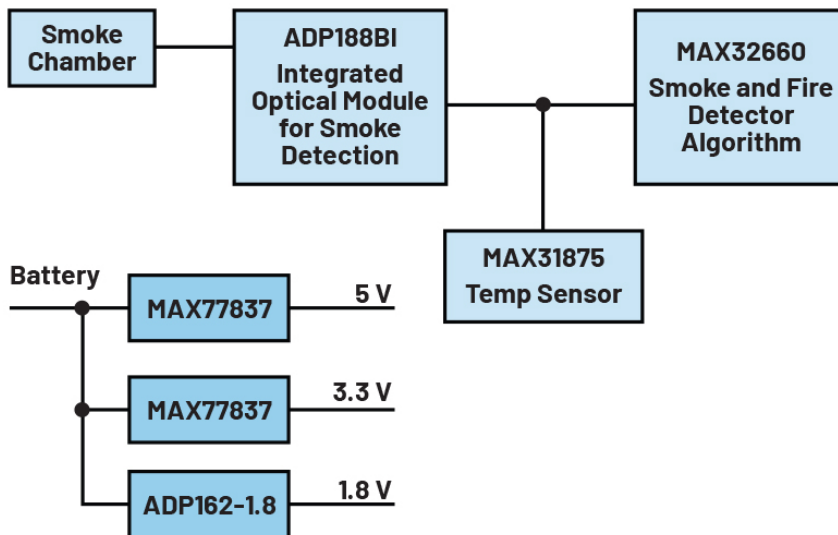 Smoke
Chamber
ADP188BI
Integrated
Optical Module
for Smoke
Detection
MAX32660
Smoke and Fire
Detector
Algorithm
MAX31875
Temp Sensor
Battery
MAX77837
5 V
MAX77837
3.3 V
ADP162-1.8
1.8 V